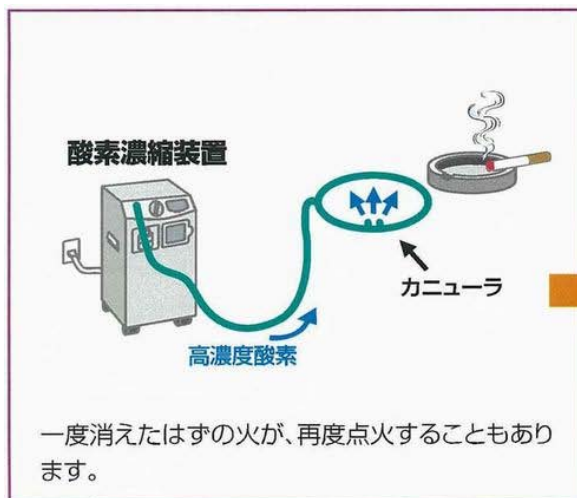 酸素濃縮装置
カニューラ
高濃度酸素
一度消えたはずの火が、再度点火することもあり
ます。